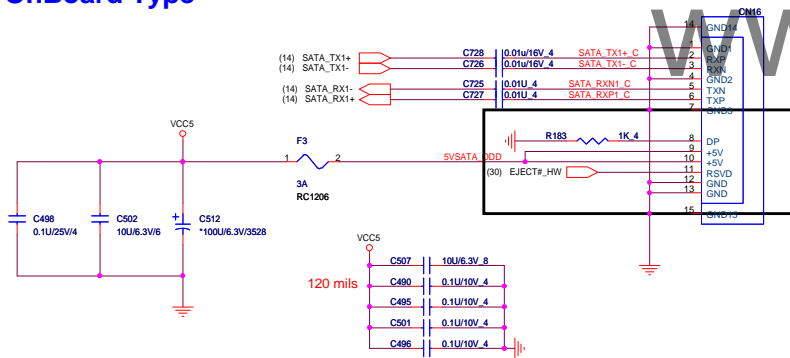 OnBoard Type
CN16
14 GND14
1 GND1
(14) SATA_TX1+ C728 0.01u/16V_4 SATA_TX1+_C 2 RXP
(14) SATA_TX1- C726 0.01u/16V_4 SATA_TX1-_C 3 RXN
4 GND2
(14) SATA_RX1- C725 0.01U_4 SATA_RXN1_C 5 TXN
(14) SATA_RX1+ C727 0.01U_4 SATA_RXP1_C 6 TXP
7 GND3
R183 1K_4 8 DP
9 +5V
VCC5 F3 1 2 5VSATA_ODD 10 +5V
3A
RC1206
(30) EJECT#_HW 11 RSVD
12 GND
13 GND
15 GND15
C498
0.1U/25V/4
C502
10U/6.3V/6
+ C512
*100U/6.3V/3528
VCC5
120 mils
C507 10U/6.3V_8
C490 0.1U/10V_4
C495 0.1U/10V_4
C501 0.1U/10V_4
C496 0.1U/10V_4